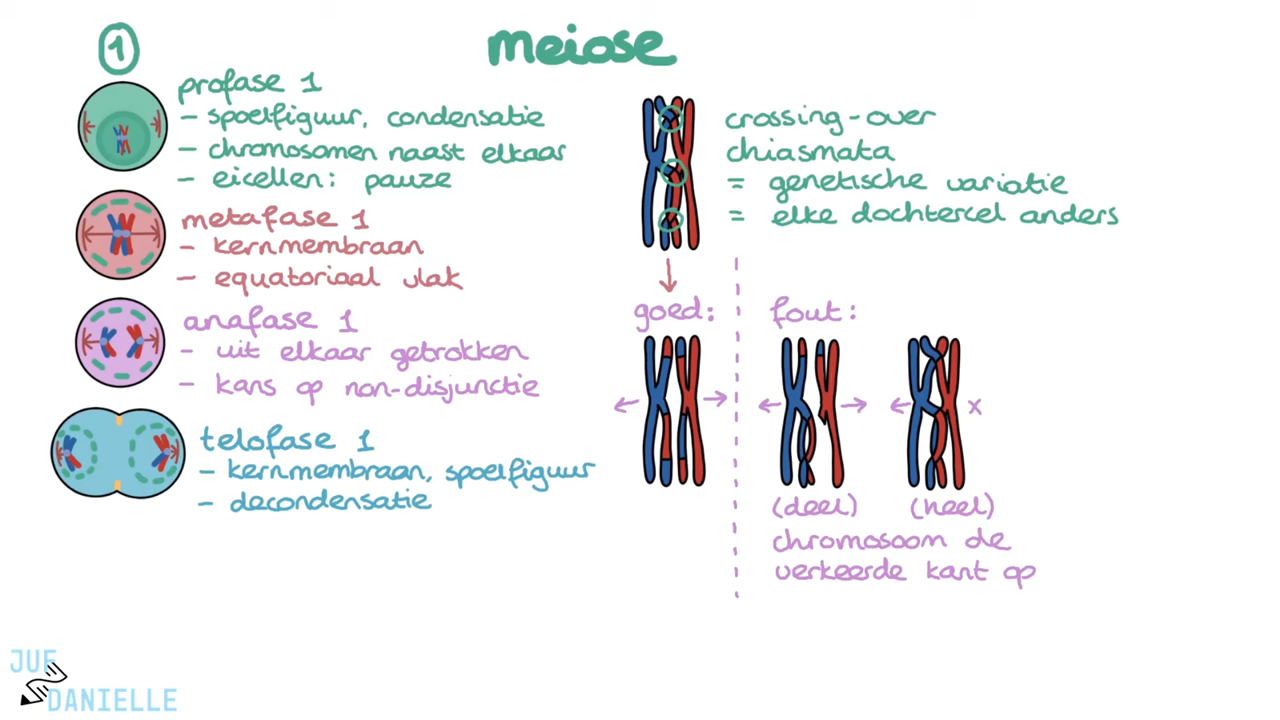 1
meiose
profase 1
- spoelfiguur, condensatie
- chromosomen naast elkaar
- eicellen: pauze
metafase 1
- kernmembraan
- equatoriaal vlak
anafase 1
- uit elkaar getrokken
- kans op non-disjunctie
telofase 1
- kernmembraan, spoelfiguur
- decondensatie
crossing-over
chiasmata
= genetische variatie
= elke dochtercel anders
goed:
fout:
x
(deel) (heel)
chromosoom de
verkeerde kant op
JUF
DANIELLE